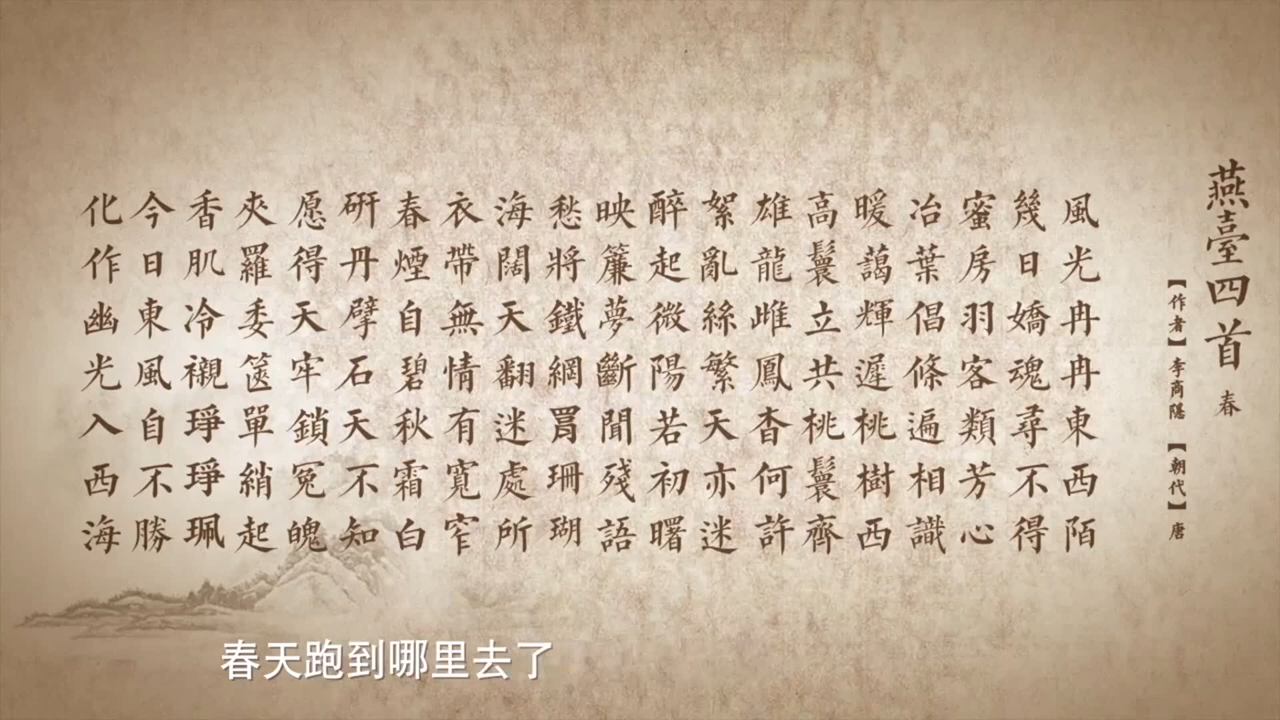 燕臺四首 春
【作者】李商隱 【朝代】唐
風光冉冉東西陌
幾日嬌魂尋不得
蜜房羽客類芳心
冶葉倡條遍相識
暖藹輝遲桃樹西
高鬟立共桃鬟齊
雄龍雌鳳杳何許
絮亂絲繁天亦迷
醉起微陽若初曙
映簾夢斷聞殘語
愁將鐵網罥珊瑚
海闊天翻迷處所
衣帶無情有寬窄
春煙自碧秋霜白
研丹擘石天不知
愿得天牢鎖冤魄
夾羅委篋單綃起
香肌冷襯琤琤珮
今日東風自不勝
化作幽光入西海
春天跑到哪里去了